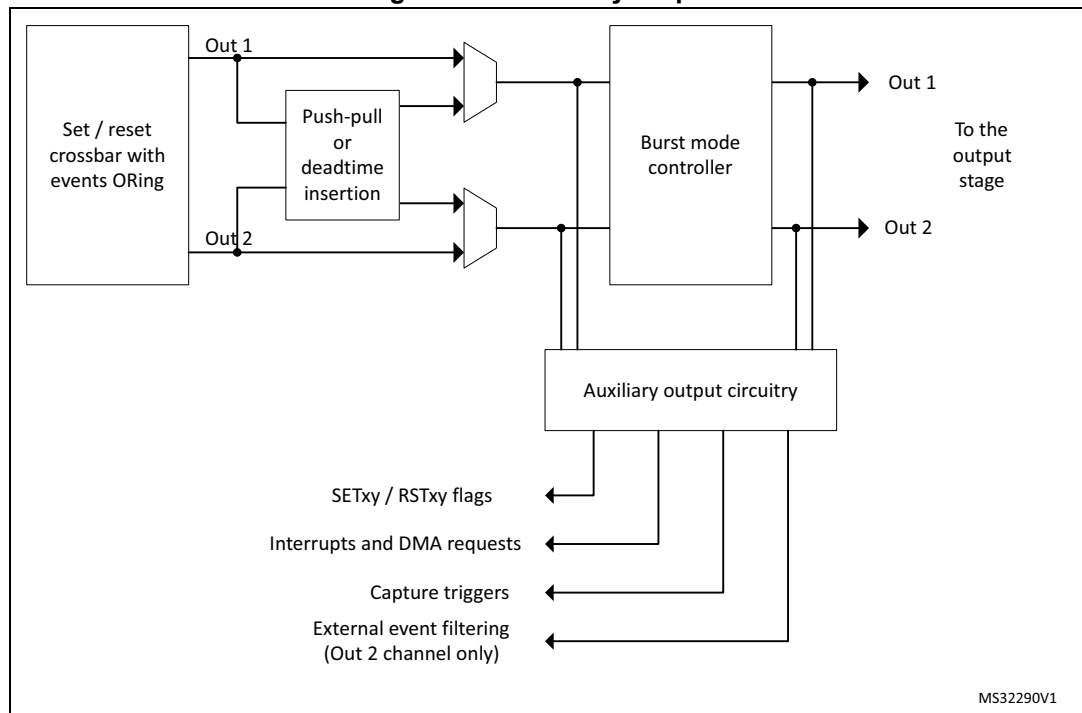 Out 1
Set / reset
crossbar with
events ORing
Push-pull
or
deadtime
insertion
Out 2
Burst mode
controller
Out 1
To the
output
stage
Out 2
Auxiliary output circuitry
SETxy / RSTxy flags
Interrupts and DMA requests
Capture triggers
External event filtering
(Out 2 channel only)
MS32290V1